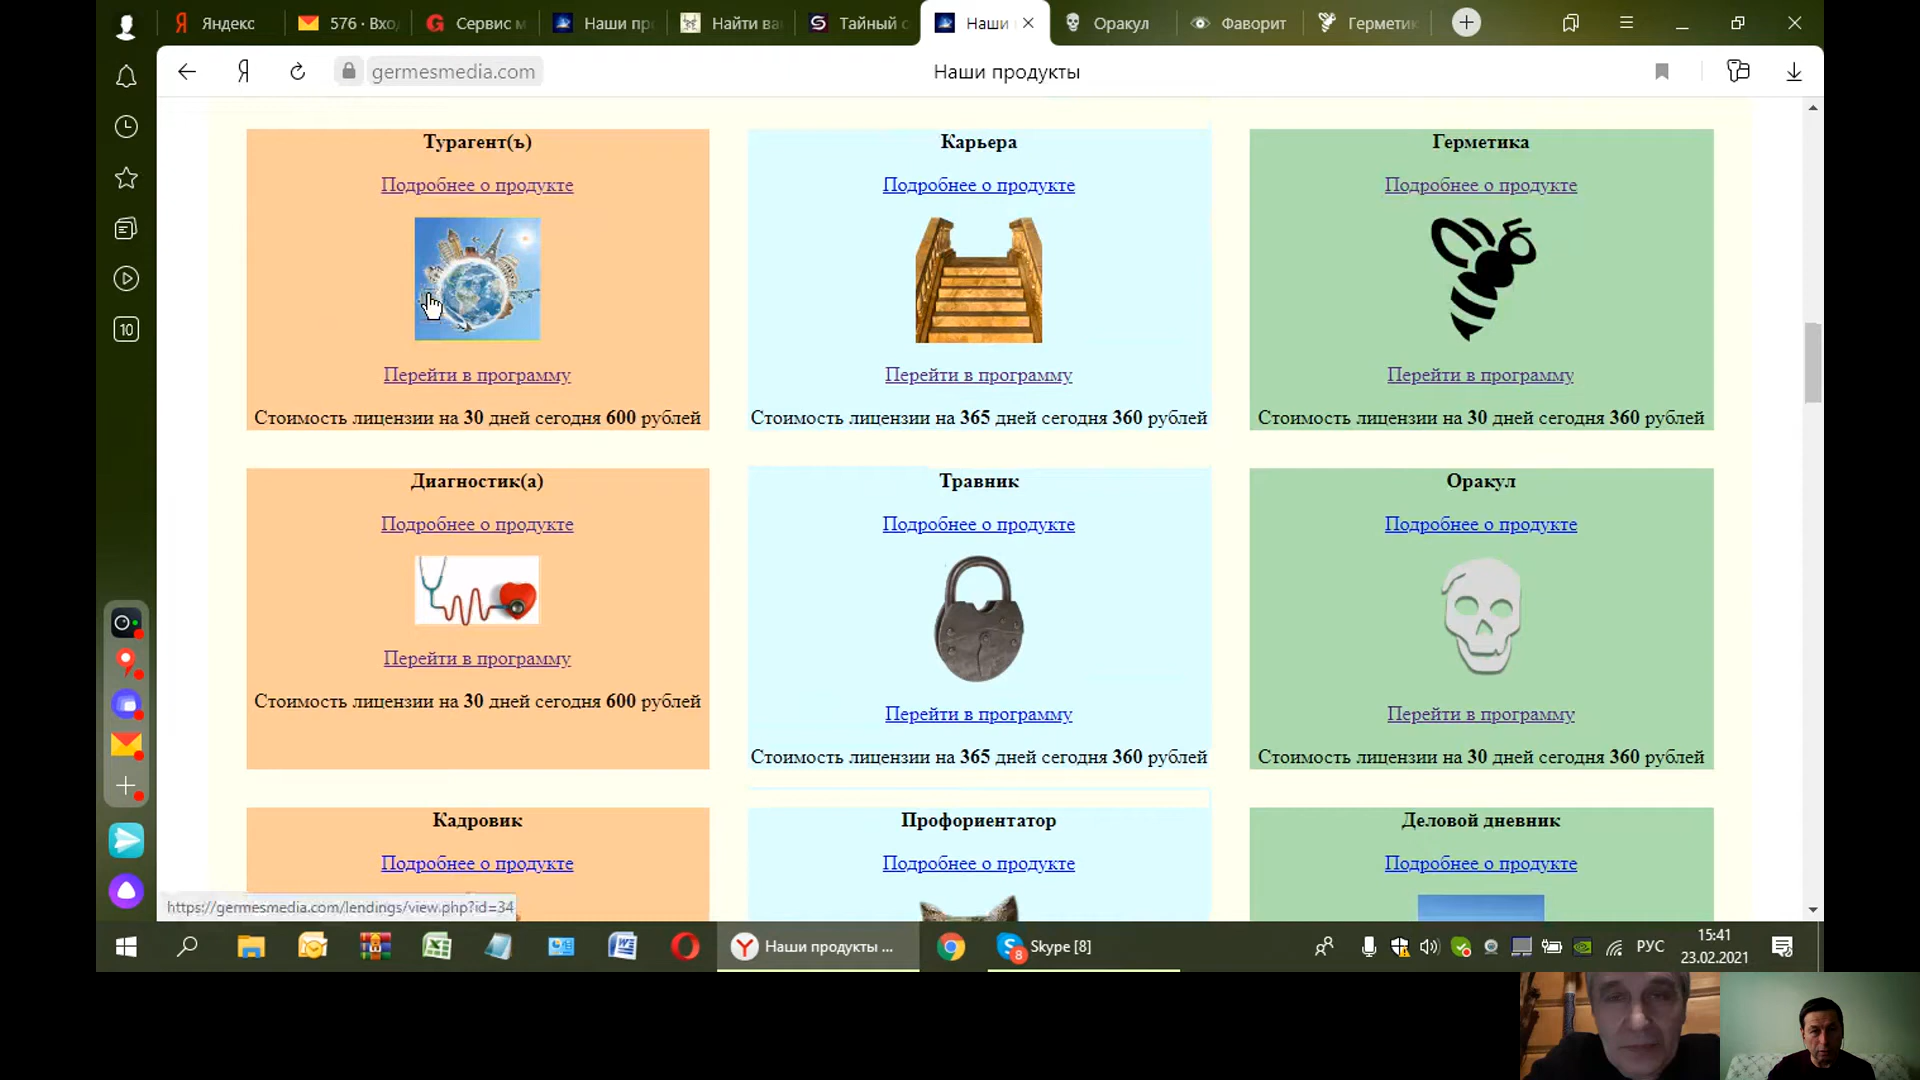 Яндекс
576 · Вхо
Сервис м
Наши пр
Найти ва
Тайный с
Наши
Оракул
Фаворит
Герметик
germesmedia.com
Наши продукты
Турагент(ъ)
Подробнее о продукте
Перейти в программу
Стоимость лицензии на 30 дней сегодня 600 рублей
Карьера
Подробнее о продукте
Перейти в программу
Стоимость лицензии на 365 дней сегодня 360 рублей
Герметика
Подробнее о продукте
Перейти в программу
Стоимость лицензии на 30 дней сегодня 360 рублей
Диагностик(а)
Подробнее о продукте
Перейти в программу
Стоимость лицензии на 30 дней сегодня 600 рублей
Травник
Подробнее о продукте
Перейти в программу
Стоимость лицензии на 365 дней сегодня 360 рублей
Оракул
Подробнее о продукте
Перейти в программу
Стоимость лицензии на 30 дней сегодня 360 рублей
Кадровик
Подробнее о продукте
Профориентатор
Подробнее о продукте
Деловой дневник
Подробнее о продукте
10
https://germesmedia.com/lendings/view.php?id=34
Наши продукты ...
8
Skype [8]
РУС
15:41
23.02.2021